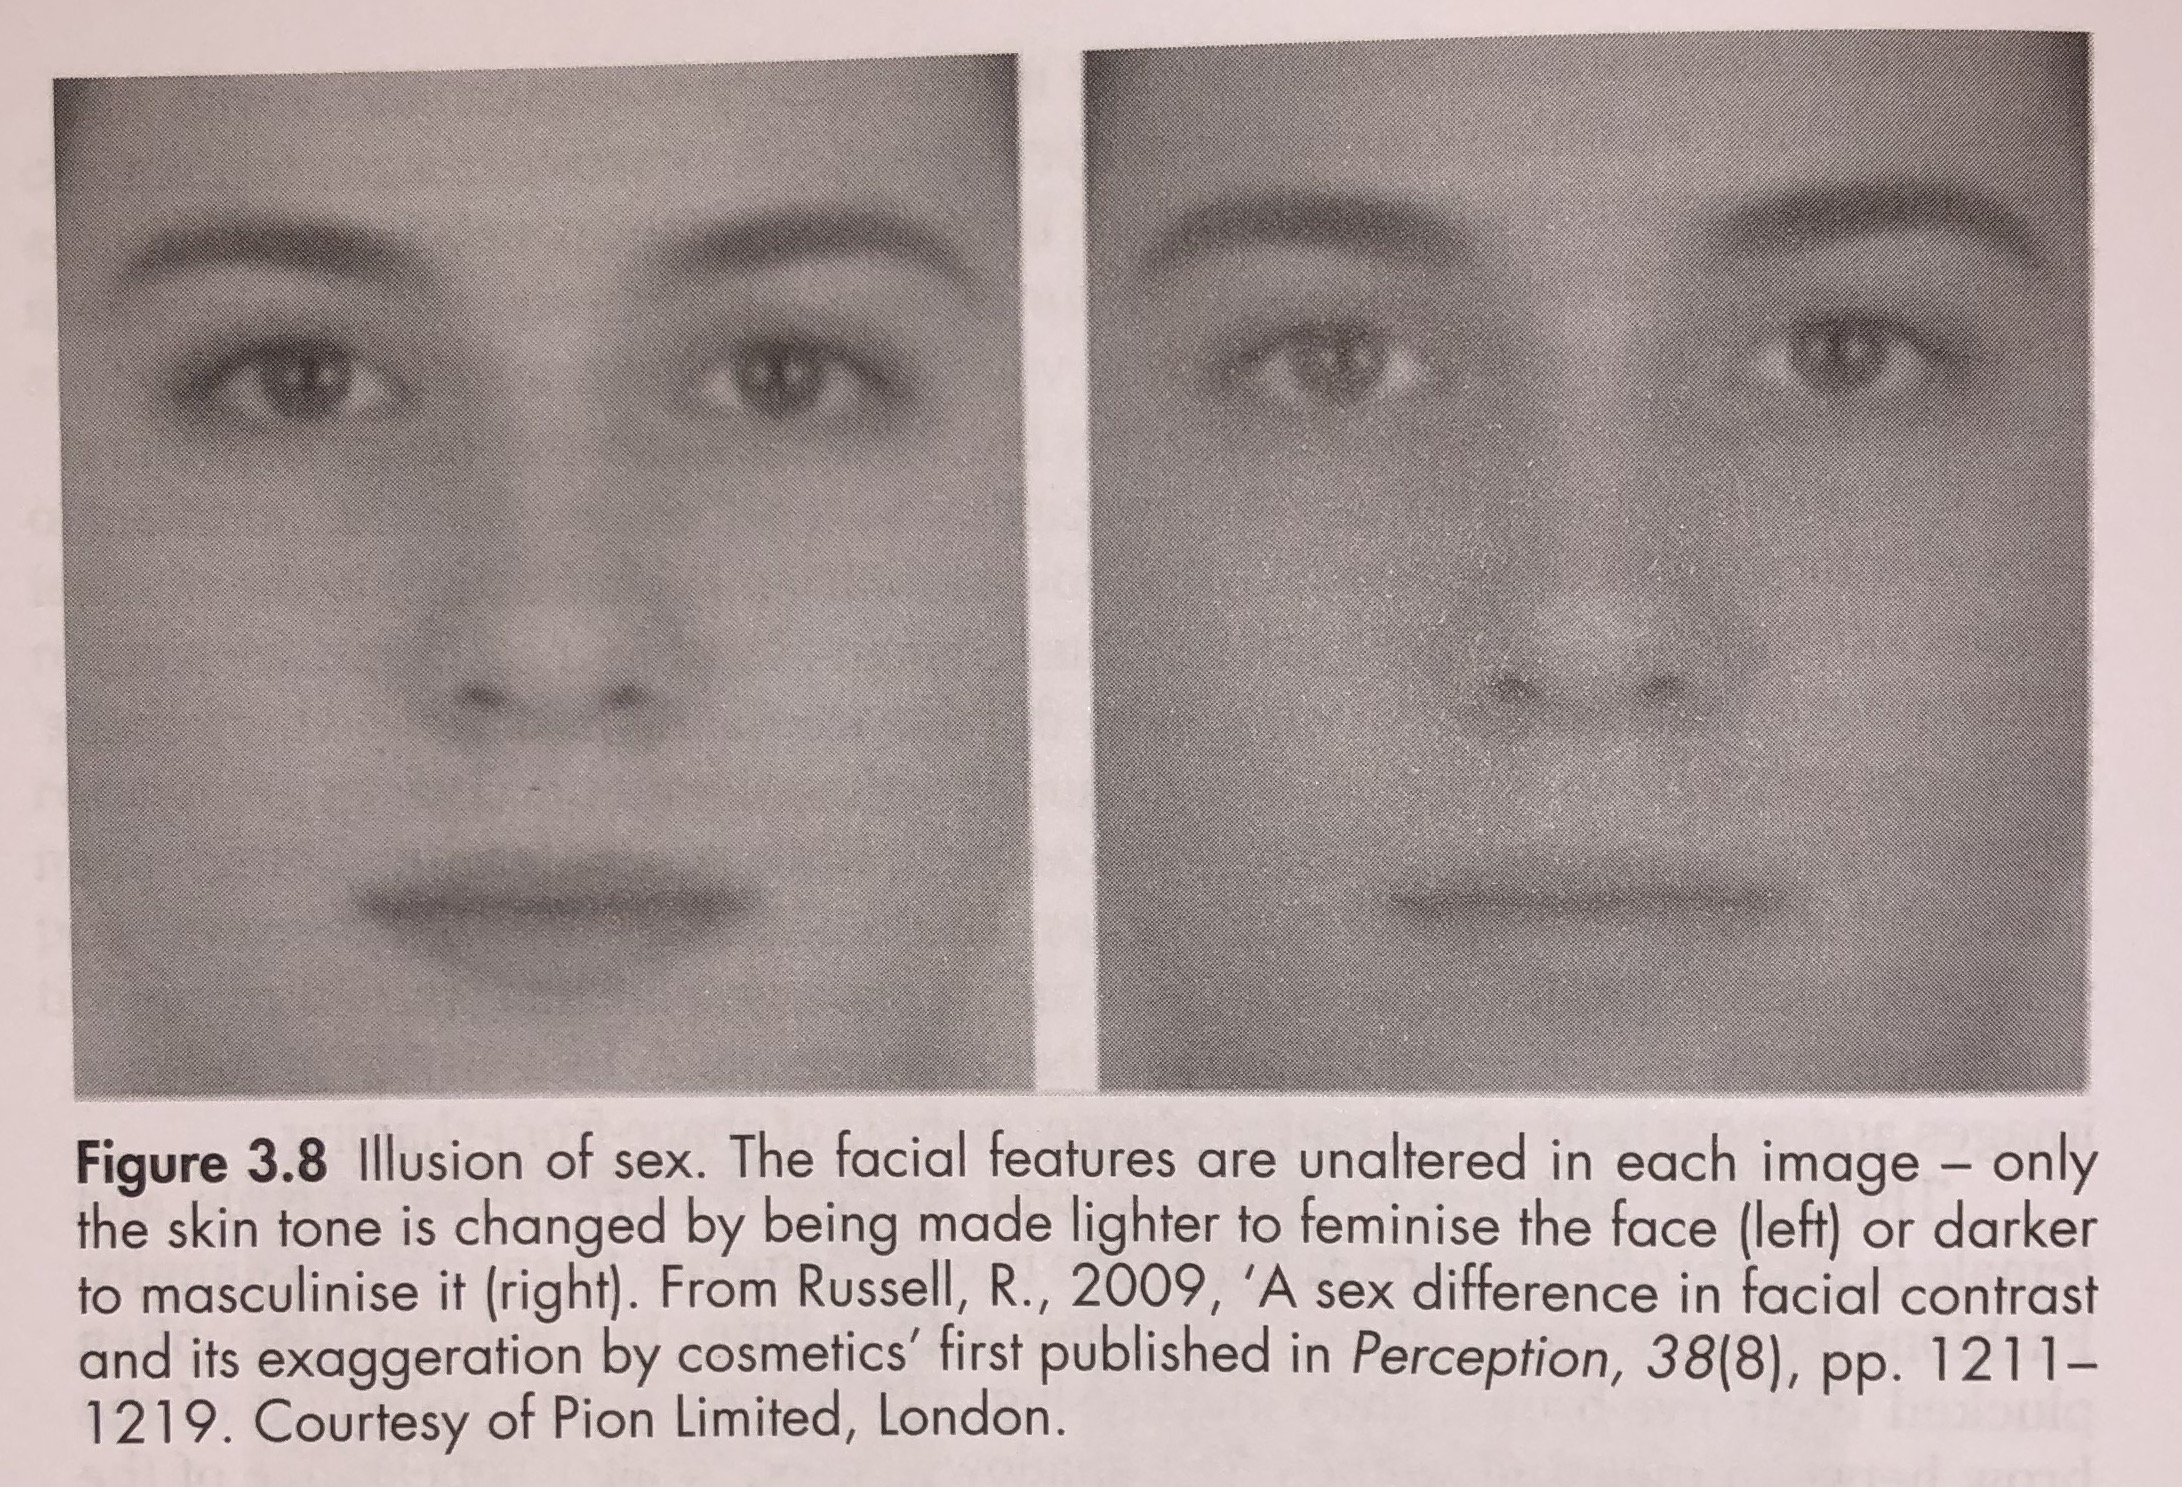 Figure 3.8 Illusion of sex. The facial features are unaltered in each image – only
the skin tone is changed by being made lighter to feminise the face (left) or darker
to masculinise it (right). From Russell, R., 2009, ‘A sex difference in facial contrast
and its exaggeration by cosmetics’ first published in Perception, 38(8), pp. 1211–
1219. Courtesy of Pion Limited, London.